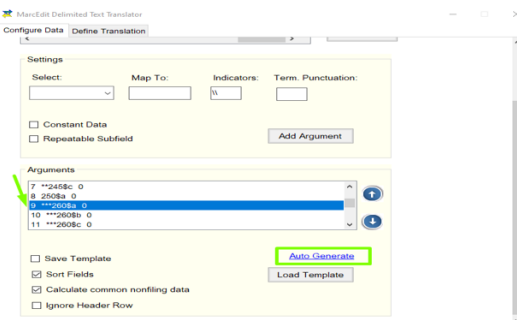 MarcEdit Delimited Text Translator
Configure Data Define Translation
Settings
Select: Map To: Indicators: Term. Punctuation:
\\
Constant Data
Repeatable Subfield
Add Argument
Arguments
7 **245$c 0
8 250$a 0
9 ***260$a 0
10 ***260$b 0
11 ***260$c 0
Save Template
Auto Generate
Sort Fields
Load Template
Calculate common nonfiling data
Ignore Header Row